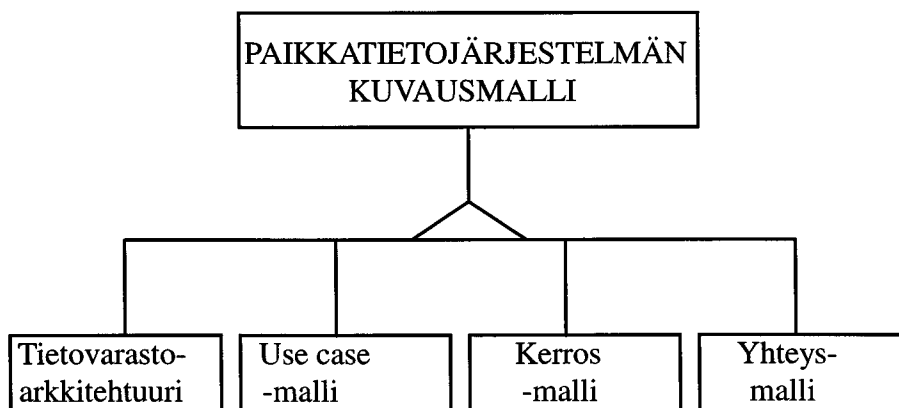 PAIKKATIETOJÄRJESTELMÄN
KUVAUSMALLI
Tietovarasto-
arkkitehtuuri
Use case
-malli
Kerros
-malli
Yhteys-
malli